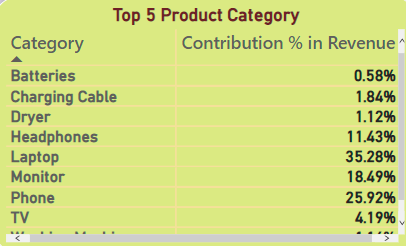 Top 5 Product Category
Category Contribution % in Revenue
Batteries 0.58%
Charging Cable 1.84%
Dryer 1.12%
Headphones 11.43%
Laptop 35.28%
Monitor 18.49%
Phone 25.92%
TV 4.19%